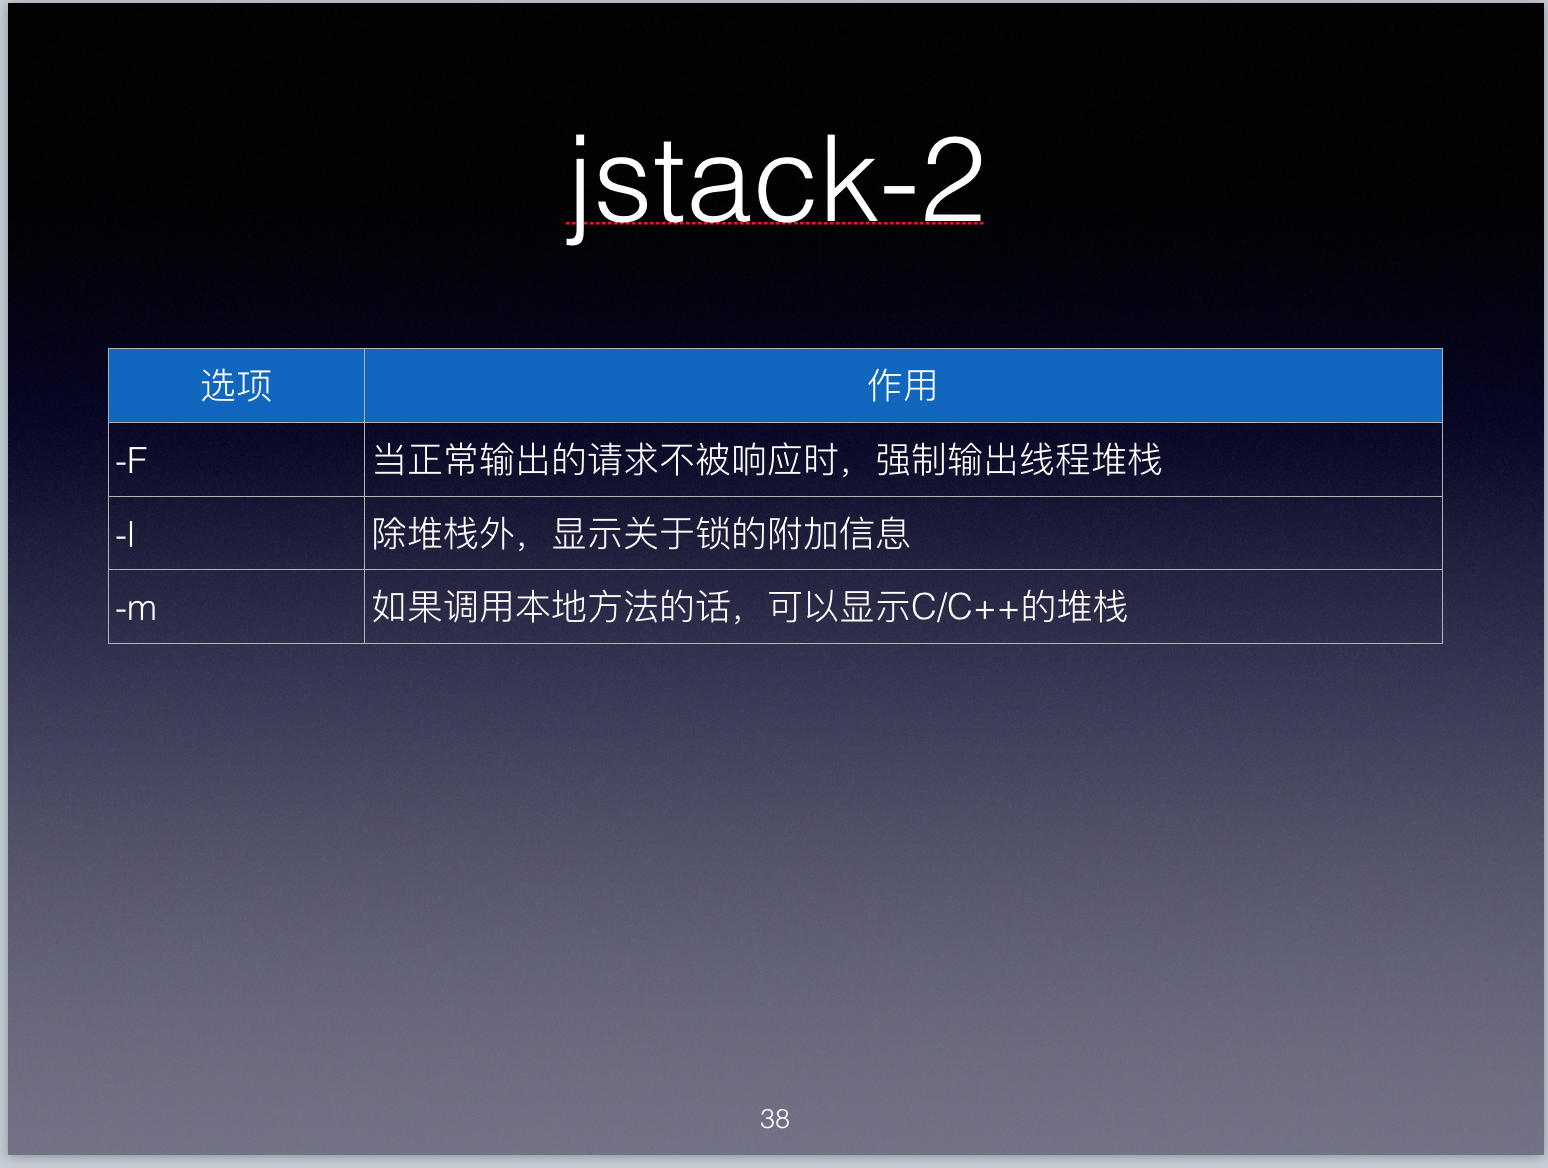 jstack-2
选项 作用
-F 当正常输出的请求不被响应时，强制输出线程堆栈
-l 除堆栈外，显示关于锁的附加信息
-m 如果调用本地方法的话，可以显示C/C++的堆栈
38